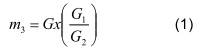 m₃ = Gx(G₁/G₂) (1)